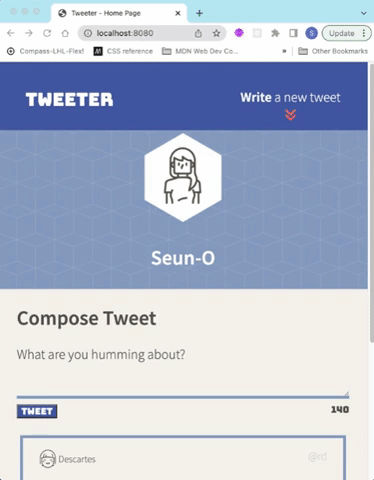 Tweeter - Home Page
localhost:8080
S
Update
Compass-LHL-Flex!
M
CSS reference
MDN Web Dev Co...
»
Other Bookmarks
TWEETER
Write a new tweet
Seun-O
Compose Tweet
What are you humming about?
TWEET
140
Descartes
@rd